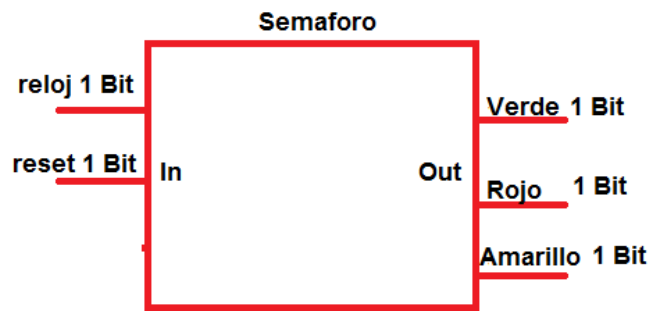 Semaforo
reloj 1 Bit
Verde 1 Bit
reset 1 Bit
In
Out
Rojo 1 Bit
Amarillo 1 Bit